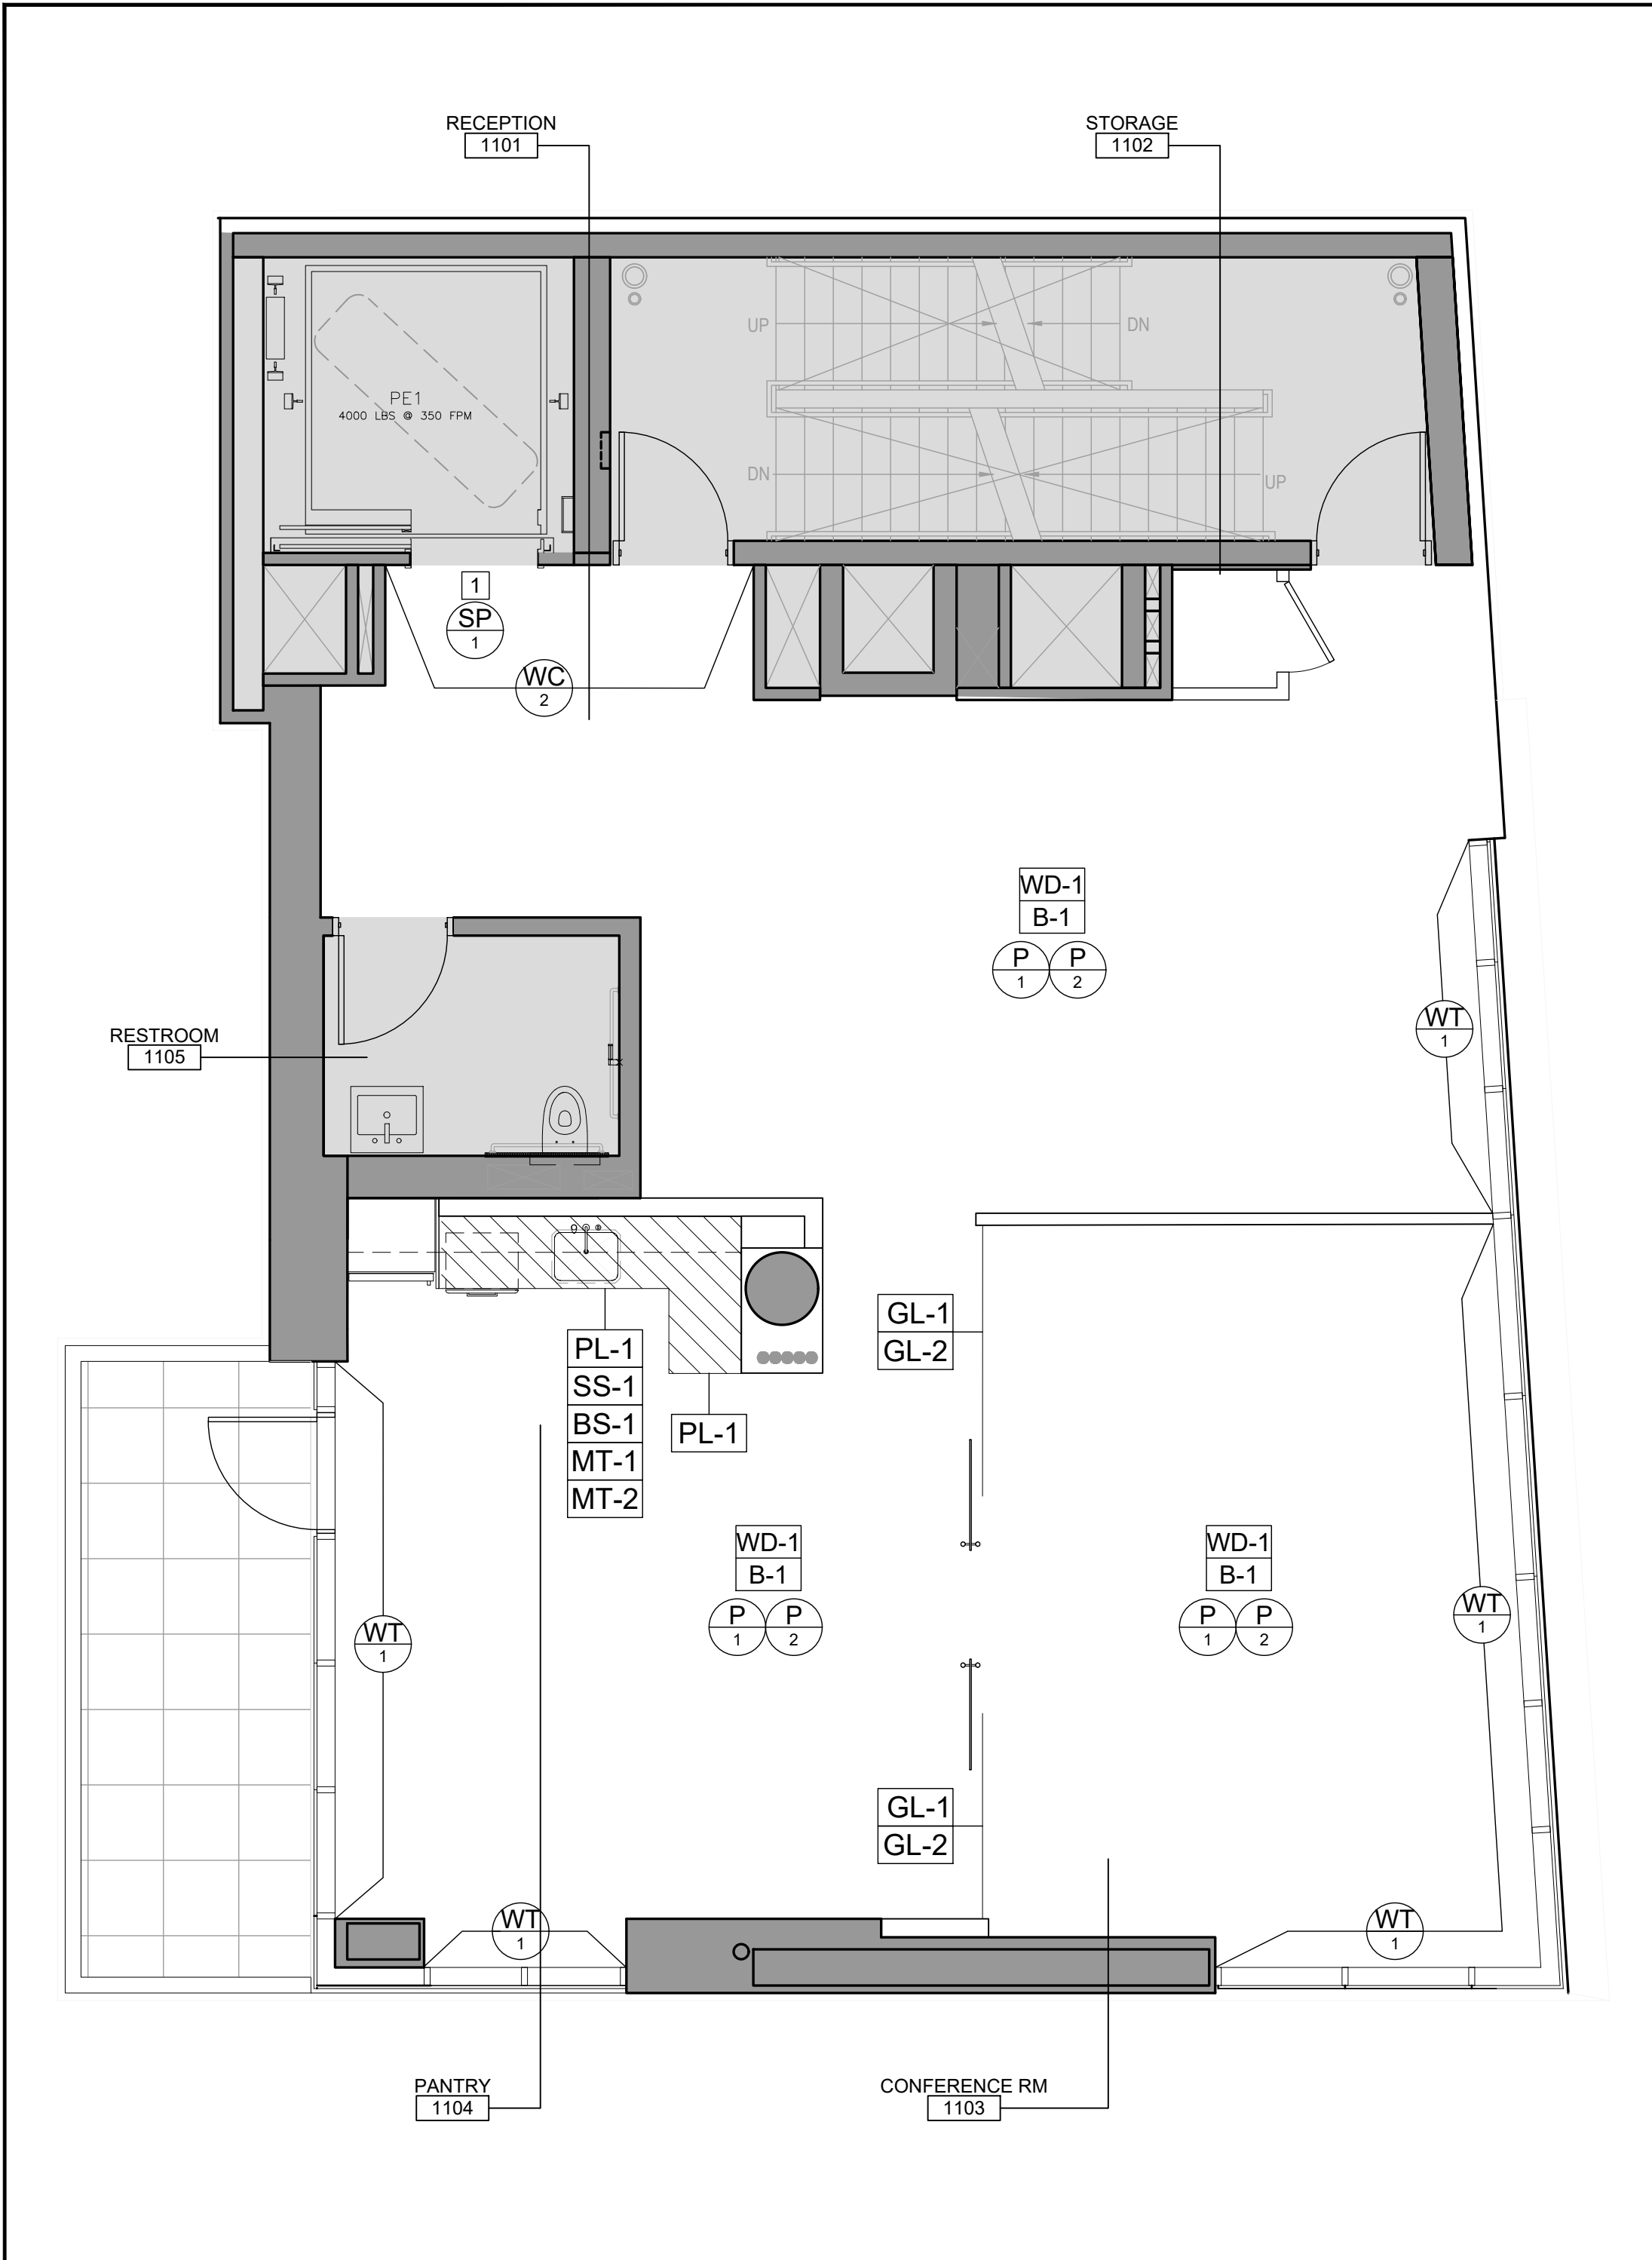 RECEPTION
1101
STORAGE
1102
UP
DN
PE1
4000 LBS @ 350 FPM
DN
UP
1
SP
1
WC
2
WD-1
B-1
P
1
P
2
WT
1
RESTROOM
1105
GL-1
GL-2
PL-1
SS-1
BS-1
MT-1
MT-2
PL-1
WD-1
B-1
P
1
P
2
WD-1
B-1
P
1
P
2
WT
1
WT
1
GL-1
GL-2
WT
1
WT
1
PANTRY
1104
CONFERENCE RM
1103